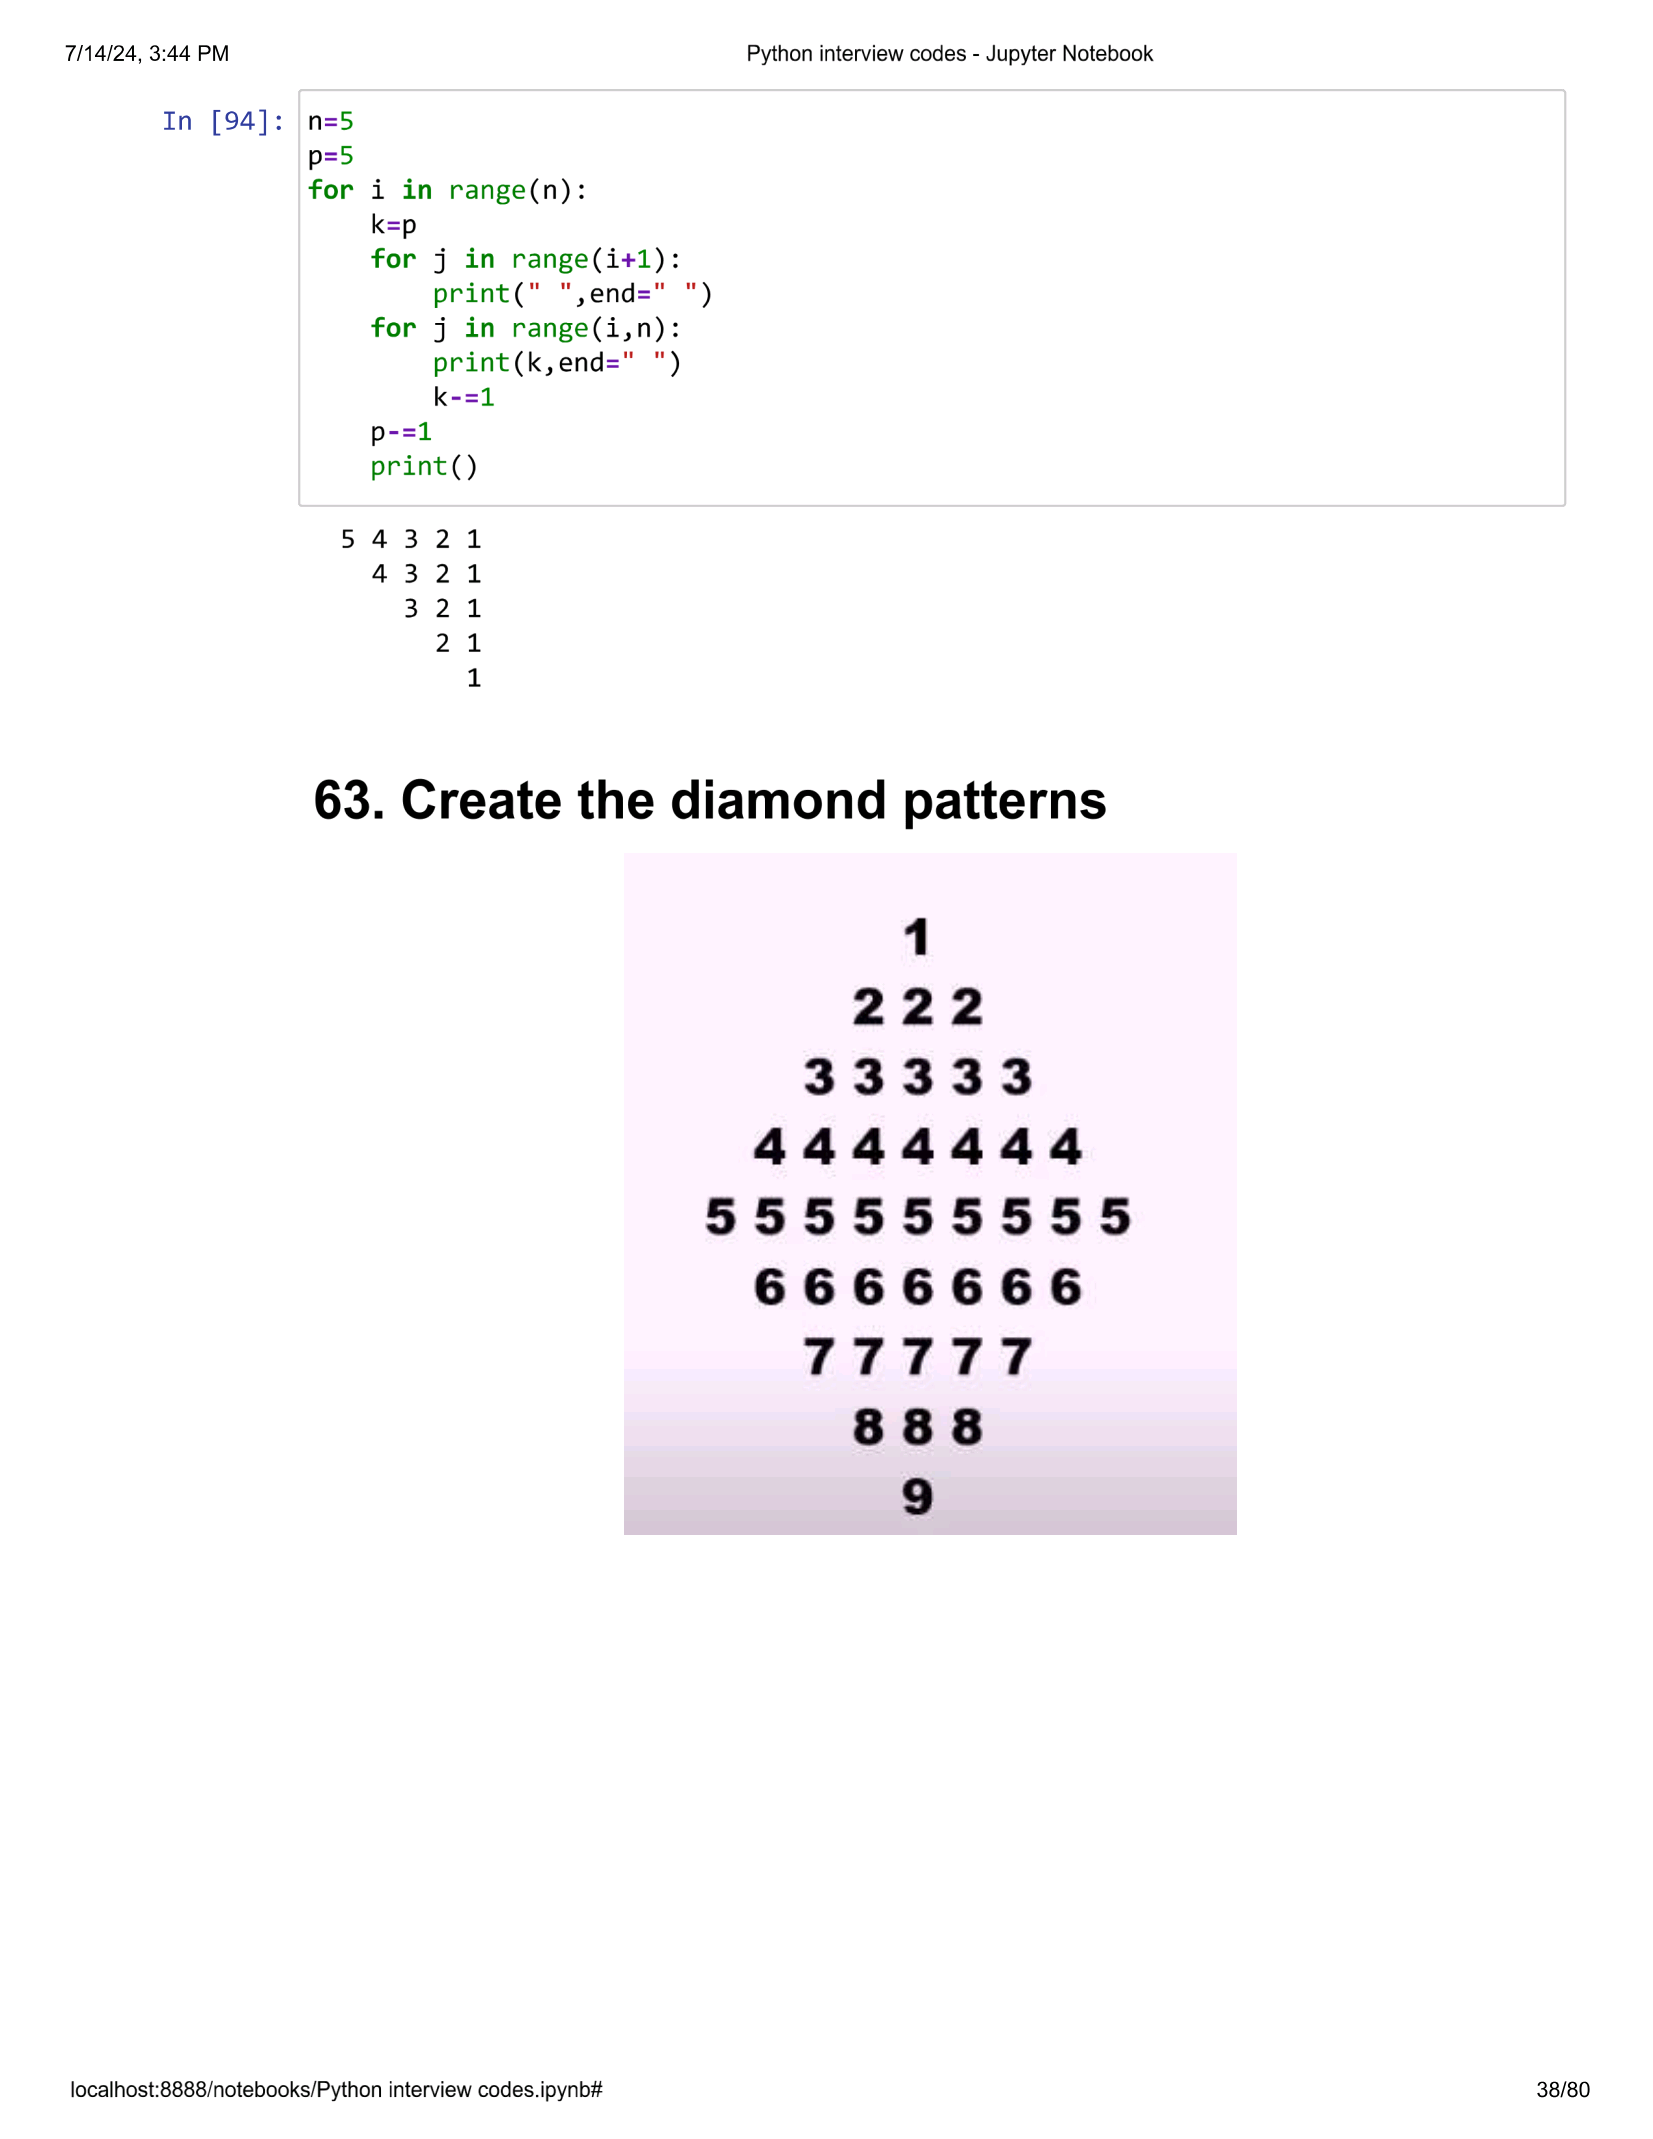 7/14/24, 3:44 PM Python interview codes - Jupyter Notebook
In [94]: n=5
p=5
for i in range(n):
    k=p
    for j in range(i+1):
        print(" ",end=" ")
    for j in range(i,n):
        print(k,end=" ")
        k-=1
    p-=1
    print()
  5 4 3 2 1
    4 3 2 1
      3 2 1
        2 1
          1
63. Create the diamond patterns
1
2 2 2
3 3 3 3 3
4 4 4 4 4 4 4
5 5 5 5 5 5 5 5 5
6 6 6 6 6 6 6
7 7 7 7 7
8 8 8
9
localhost:8888/notebooks/Python interview codes.ipynb# 38/80